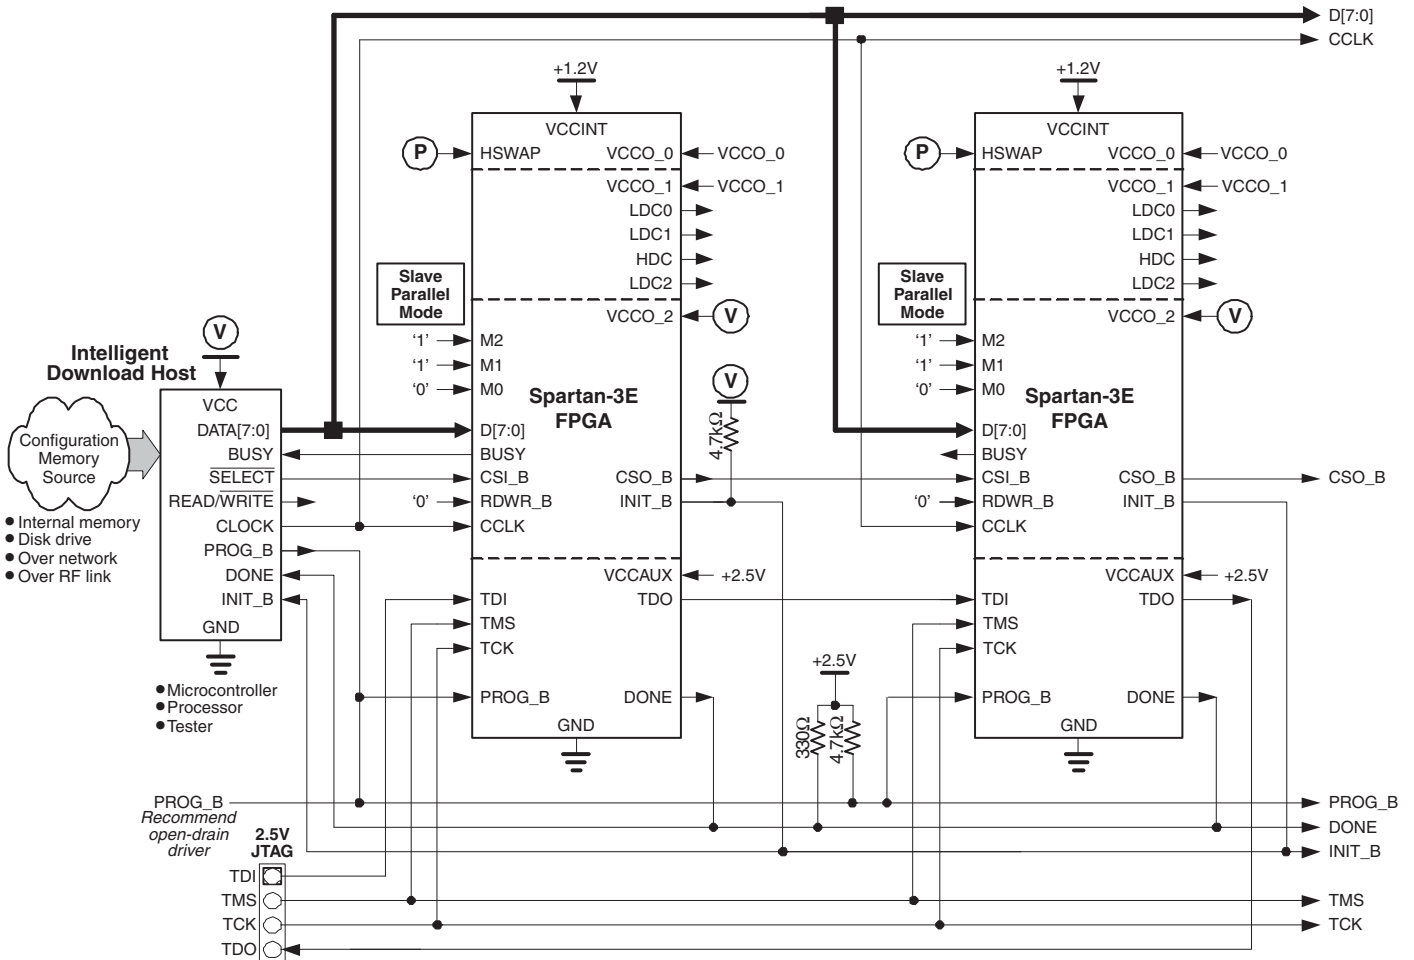 D[7:0]
CCLK
+1.2V
VCCINT
P
HSWAP
VCCO_0
VCCO_0
VCCO_1
VCCO_1
LDC0
LDC1
HDC
LDC2
Slave
Parallel
Mode
VCCO_2
V
'1'
M2
'1'
M1
'0'
M0
Spartan-3E
FPGA
V
4.7kΩ
D[7:0]
BUSY
CSI_B
CSO_B
'0'
RDWR_B
INIT_B
CCLK
VCCAUX
+2.5V
TDI
TDO
TMS
TCK
PROG_B
DONE
GND
+1.2V
VCCINT
P
HSWAP
VCCO_0
VCCO_0
VCCO_1
VCCO_1
LDC0
LDC1
HDC
LDC2
Slave
Parallel
Mode
VCCO_2
V
'1'
M2
'1'
M1
'0'
M0
Spartan-3E
FPGA
D[7:0]
BUSY
CSI_B
CSO_B
CSO_B
'0'
RDWR_B
INIT_B
CCLK
VCCAUX
+2.5V
TDI
TDO
TMS
TCK
PROG_B
DONE
GND
+2.5V
330Ω
4.7kΩ
V
Intelligent
Download Host
VCC
DATA[7:0]
BUSY
SELECT
READ/WRITE
CLOCK
PROG_B
DONE
INIT_B
GND
Configuration
Memory
Source
● Internal memory
● Disk drive
● Over network
● Over RF link
● Microcontroller
● Processor
● Tester
PROG_B
Recommend
open-drain
driver
2.5V
JTAG
TDI
TMS
TCK
TDO
PROG_B
DONE
INIT_B
TMS
TCK